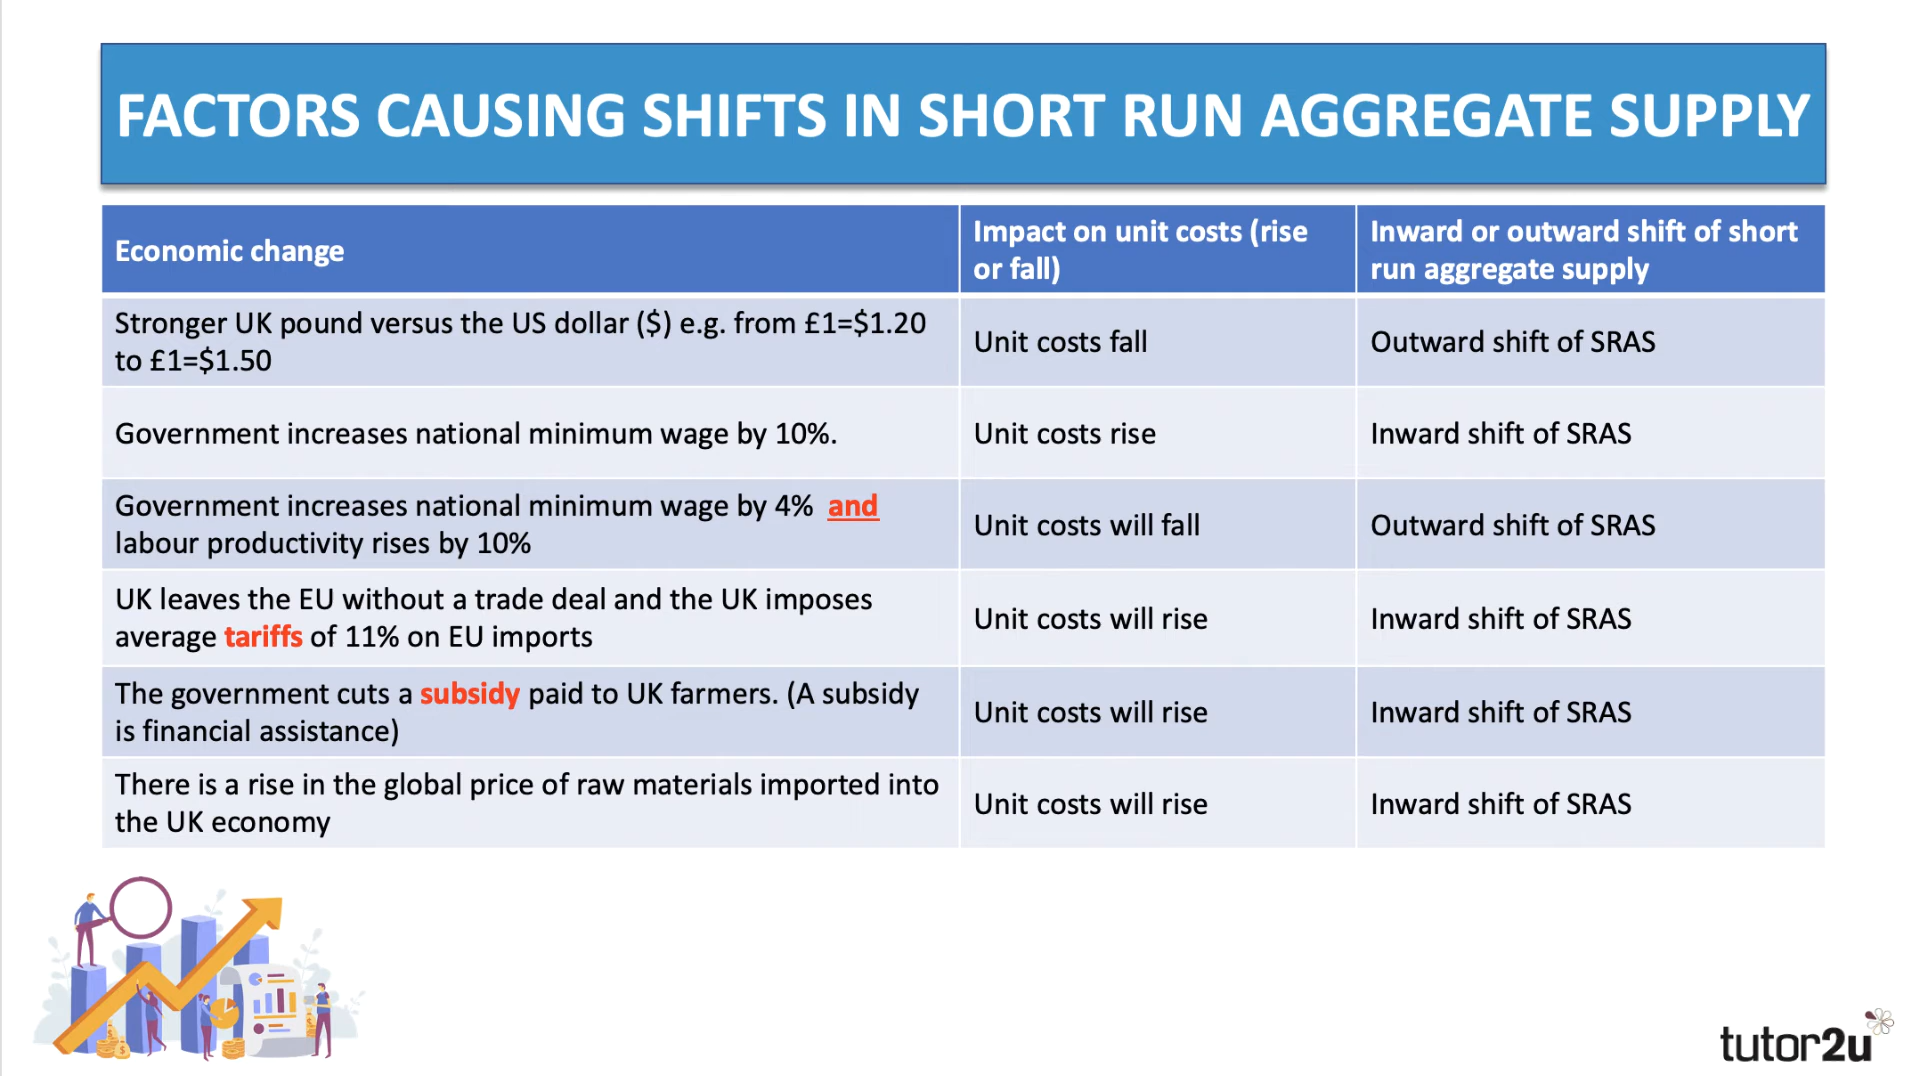 FACTORS CAUSING SHIFTS IN SHORT RUN AGGREGATE SUPPLY
Economic change
Impact on unit costs (rise
or fall)
Inward or outward shift of short
run aggregate supply
Stronger UK pound versus the US dollar ($) e.g. from £1=$1.20
to £1=$1.50
Unit costs fall
Outward shift of SRAS
Government increases national minimum wage by 10%.
Unit costs rise
Inward shift of SRAS
Government increases national minimum wage by 4% and
labour productivity rises by 10%
Unit costs will fall
Outward shift of SRAS
UK leaves the EU without a trade deal and the UK imposes
average tariffs of 11% on EU imports
Unit costs will rise
Inward shift of SRAS
The government cuts a subsidy paid to UK farmers. (A subsidy
is financial assistance)
Unit costs will rise
Inward shift of SRAS
There is a rise in the global price of raw materials imported into
the UK economy
Unit costs will rise
Inward shift of SRAS
tutor2u